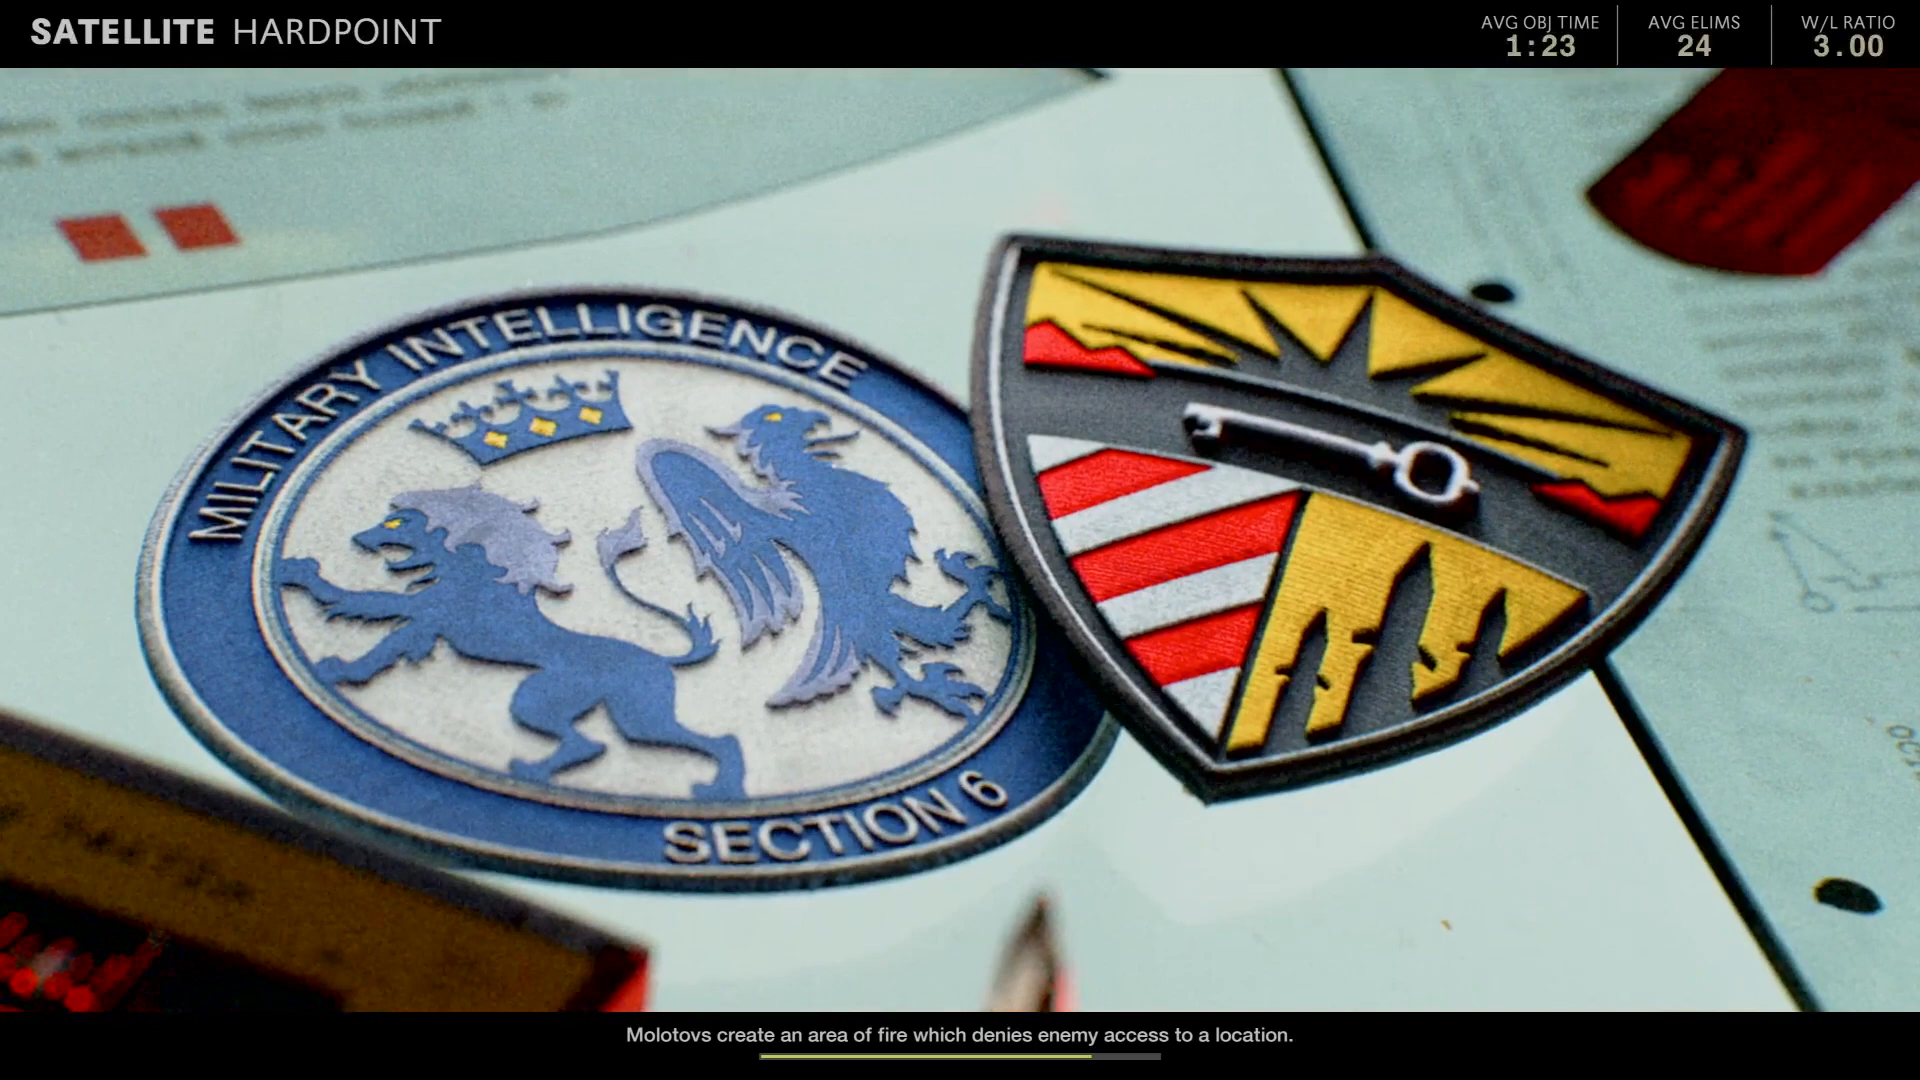 SATELLITE HARDPOINT
AVG OBJ TIME
1:23
AVG ELIMS
24
W/L RATIO
3.00
MILITARY INTELLIGENCE
SECTION 6
Molotovs create an area of fire which denies enemy access to a location.